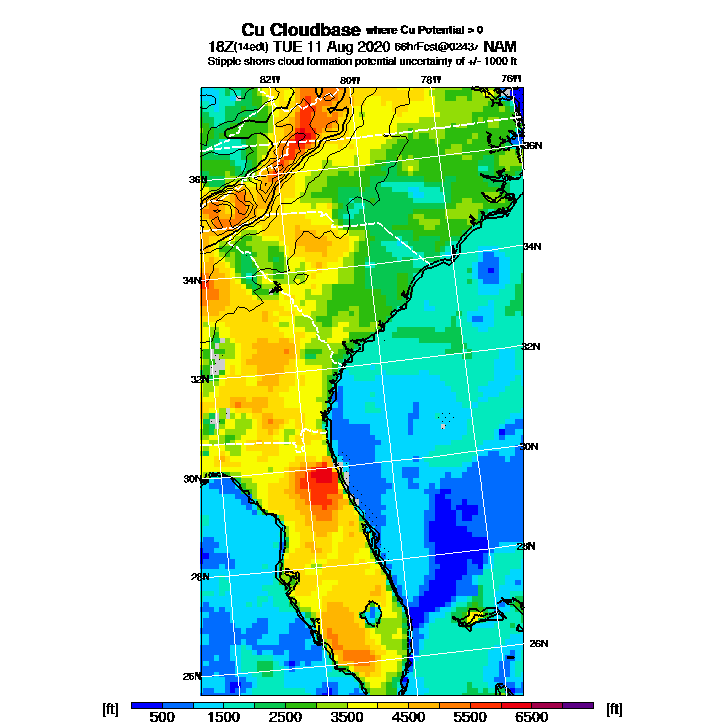 Cu Cloudbase where Cu Potential > 0
18Z(14edt) TUE 11 Aug 2020 66hrFcst@0243z NAM
Stipple shows cloud formation potential uncertainty of +/- 1000 ft
82W 80W 78W 76W
36N
36N
34N
34N
32N
32N
30N
30N
28N
28N
26N
26N
[ft] [ft]
500 1500 2500 3500 4500 5500 6500